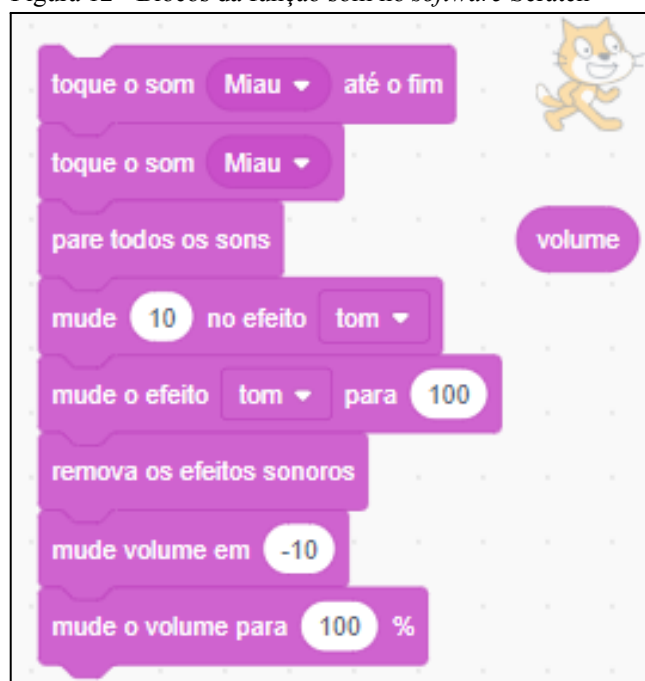 Figura 12 - Blocos da função som no software Scratch
toque o som Miau até o fim
toque o som Miau
pare todos os sons
volume
mude 10 no efeito tom
mude o efeito tom para 100
remova os efeitos sonoros
mude volume em -10
mude o volume para 100 %